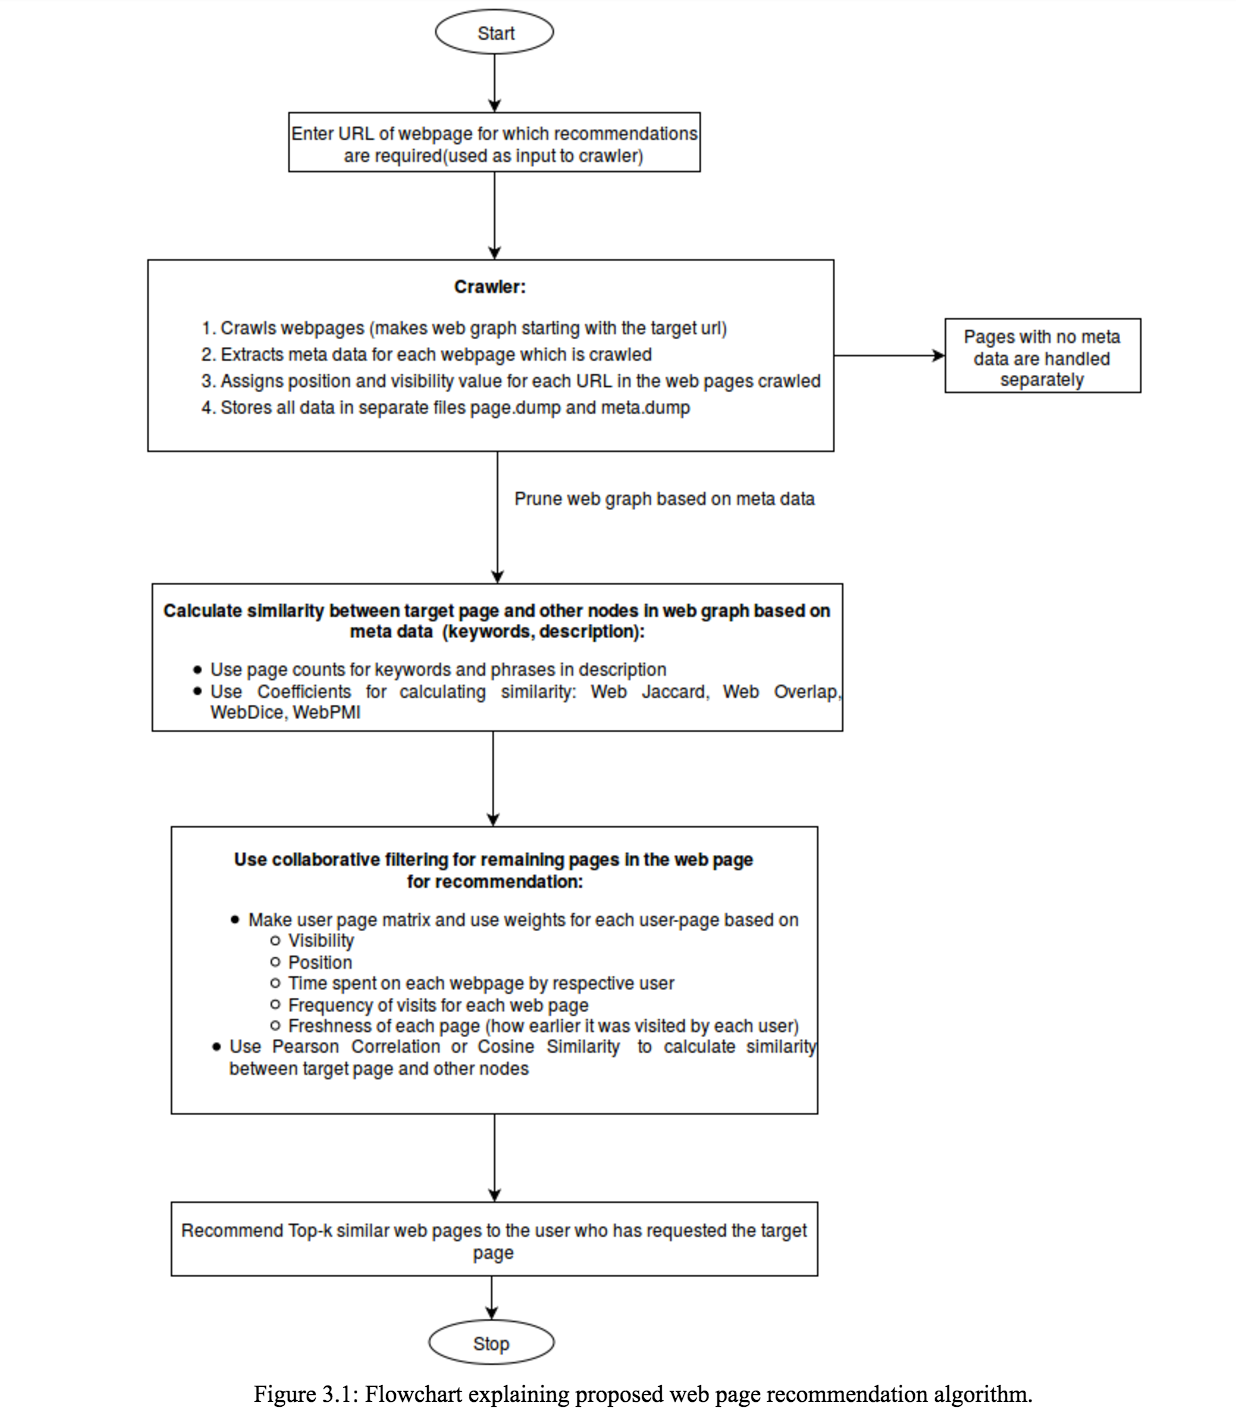 Start
Enter URL of webpage for which recommendations
are required(used as input to crawler)
Crawler:
1. Crawls webpages (makes web graph starting with the target url)
2. Extracts meta data for each webpage which is crawled
3. Assigns position and visibility value for each URL in the web pages crawled
4. Stores all data in separate files page.dump and meta.dump
Pages with no meta
data are handled
separately
Prune web graph based on meta data
Calculate similarity between target page and other nodes in web graph based on
meta data (keywords, description):
● Use page counts for keywords and phrases in description
● Use Coefficients for calculating similarity: Web Jaccard, Web Overlap,
WebDice, WebPMI
Use collaborative filtering for remaining pages in the web page
for recommendation:
● Make user page matrix and use weights for each user-page based on
○ Visibility
○ Position
○ Time spent on each webpage by respective user
○ Frequency of visits for each web page
○ Freshness of each page (how earlier it was visited by each user)
● Use Pearson Correlation or Cosine Similarity to calculate similarity
between target page and other nodes
Recommend Top-k similar web pages to the user who has requested the target
page
Stop
Figure 3.1: Flowchart explaining proposed web page recommendation algorithm.